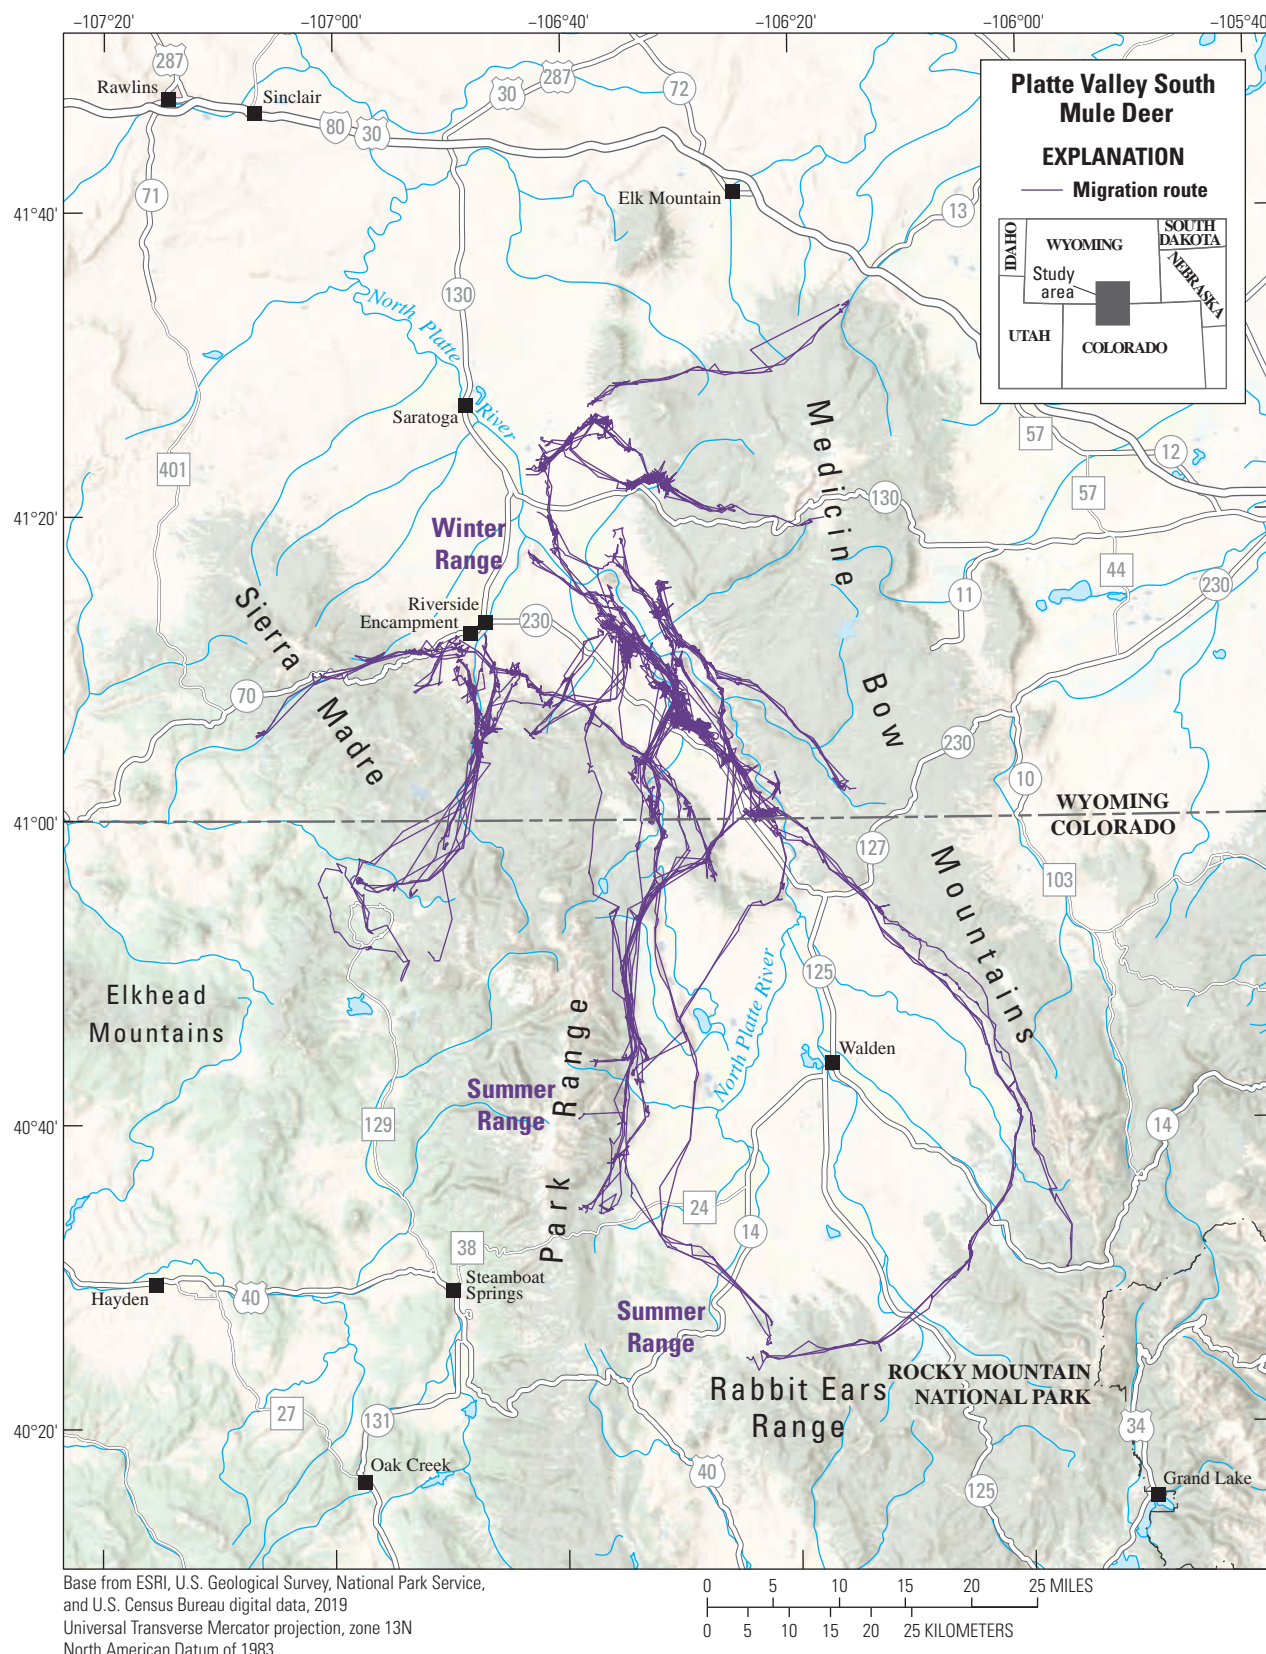 −107°20'
−107°00'
−106°40'
−106°20'
−106°00'
−105°40'
287
Rawlins
Sinclair
80
30
30
287
72
71
Elk Mountain
13
41°40'
Platte Valley South
Mule Deer
EXPLANATION
Migration route
IDAHO
WYOMING
SOUTH
DAKOTA
NEBRASKA
Study
area
UTAH
COLORADO
130
North Platte
River
Saratoga
401
57
12
57
130
Medicine
Bow
Mountains
41°20'
Winter
Range
44
11
230
Sierra
Madre
Riverside
Encampment
230
70
230
10
WYOMING
COLORADO
41°00'
127
103
Elkhead
Mountains
125
North Platte River
Walden
Park Range
Summer
Range
129
40°40'
14
24
14
38
Steamboat
Springs
Hayden
40
Summer
Range
ROCKY MOUNTAIN
NATIONAL PARK
Rabbit Ears
Range
27
131
34
40°20'
Oak Creek
40
125
Grand Lake
Base from ESRI, U.S. Geological Survey, National Park Service,
and U.S. Census Bureau digital data, 2019
Universal Transverse Mercator projection, zone 13N
North American Datum of 1983
0 5 10 15 20 25 MILES
0 5 10 15 20 25 KILOMETERS